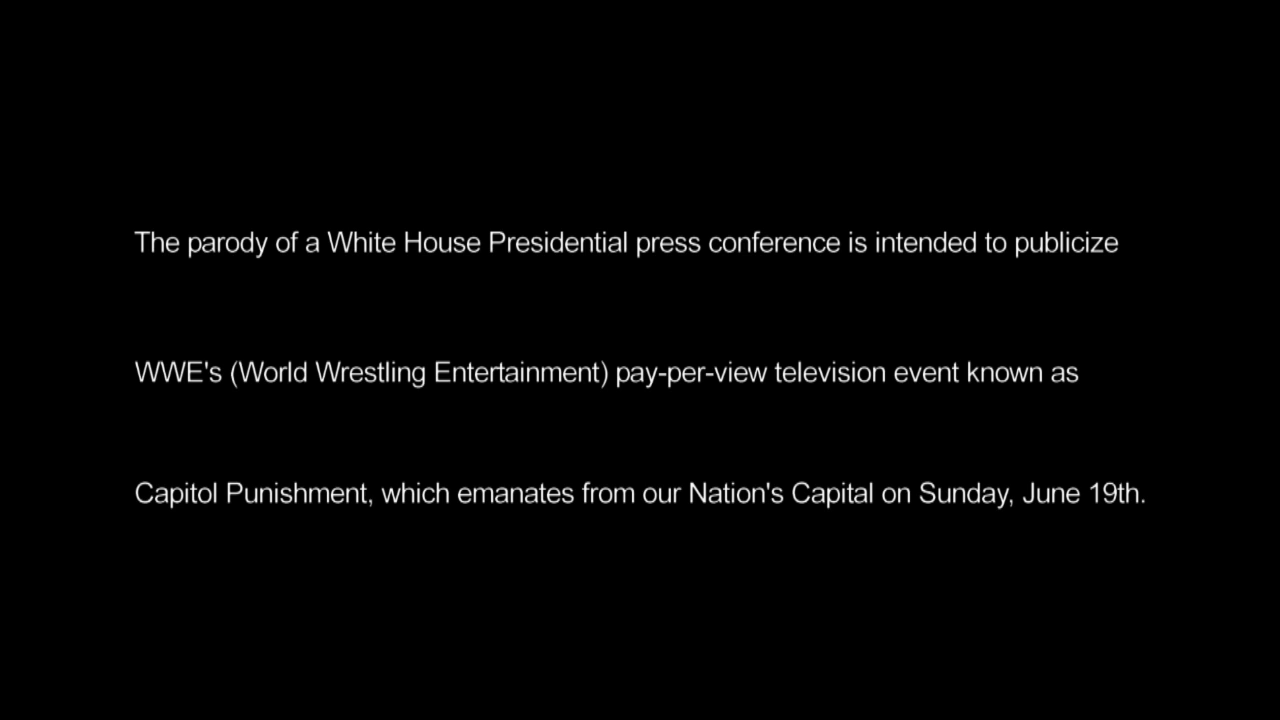 The parody of a White House Presidential press conference is intended to publicize
WWE's (World Wrestling Entertainment) pay-per-view television event known as
Capitol Punishment, which emanates from our Nation's Capital on Sunday, June 19th.